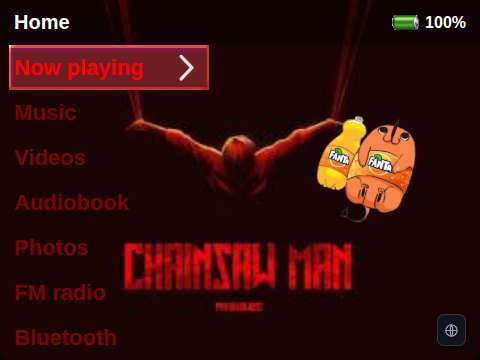 Home
100%
Now playing
Music
Videos
Audiobook
Photos
FM radio
Bluetooth
FANTA
FANTA
CHAINSAW MAN